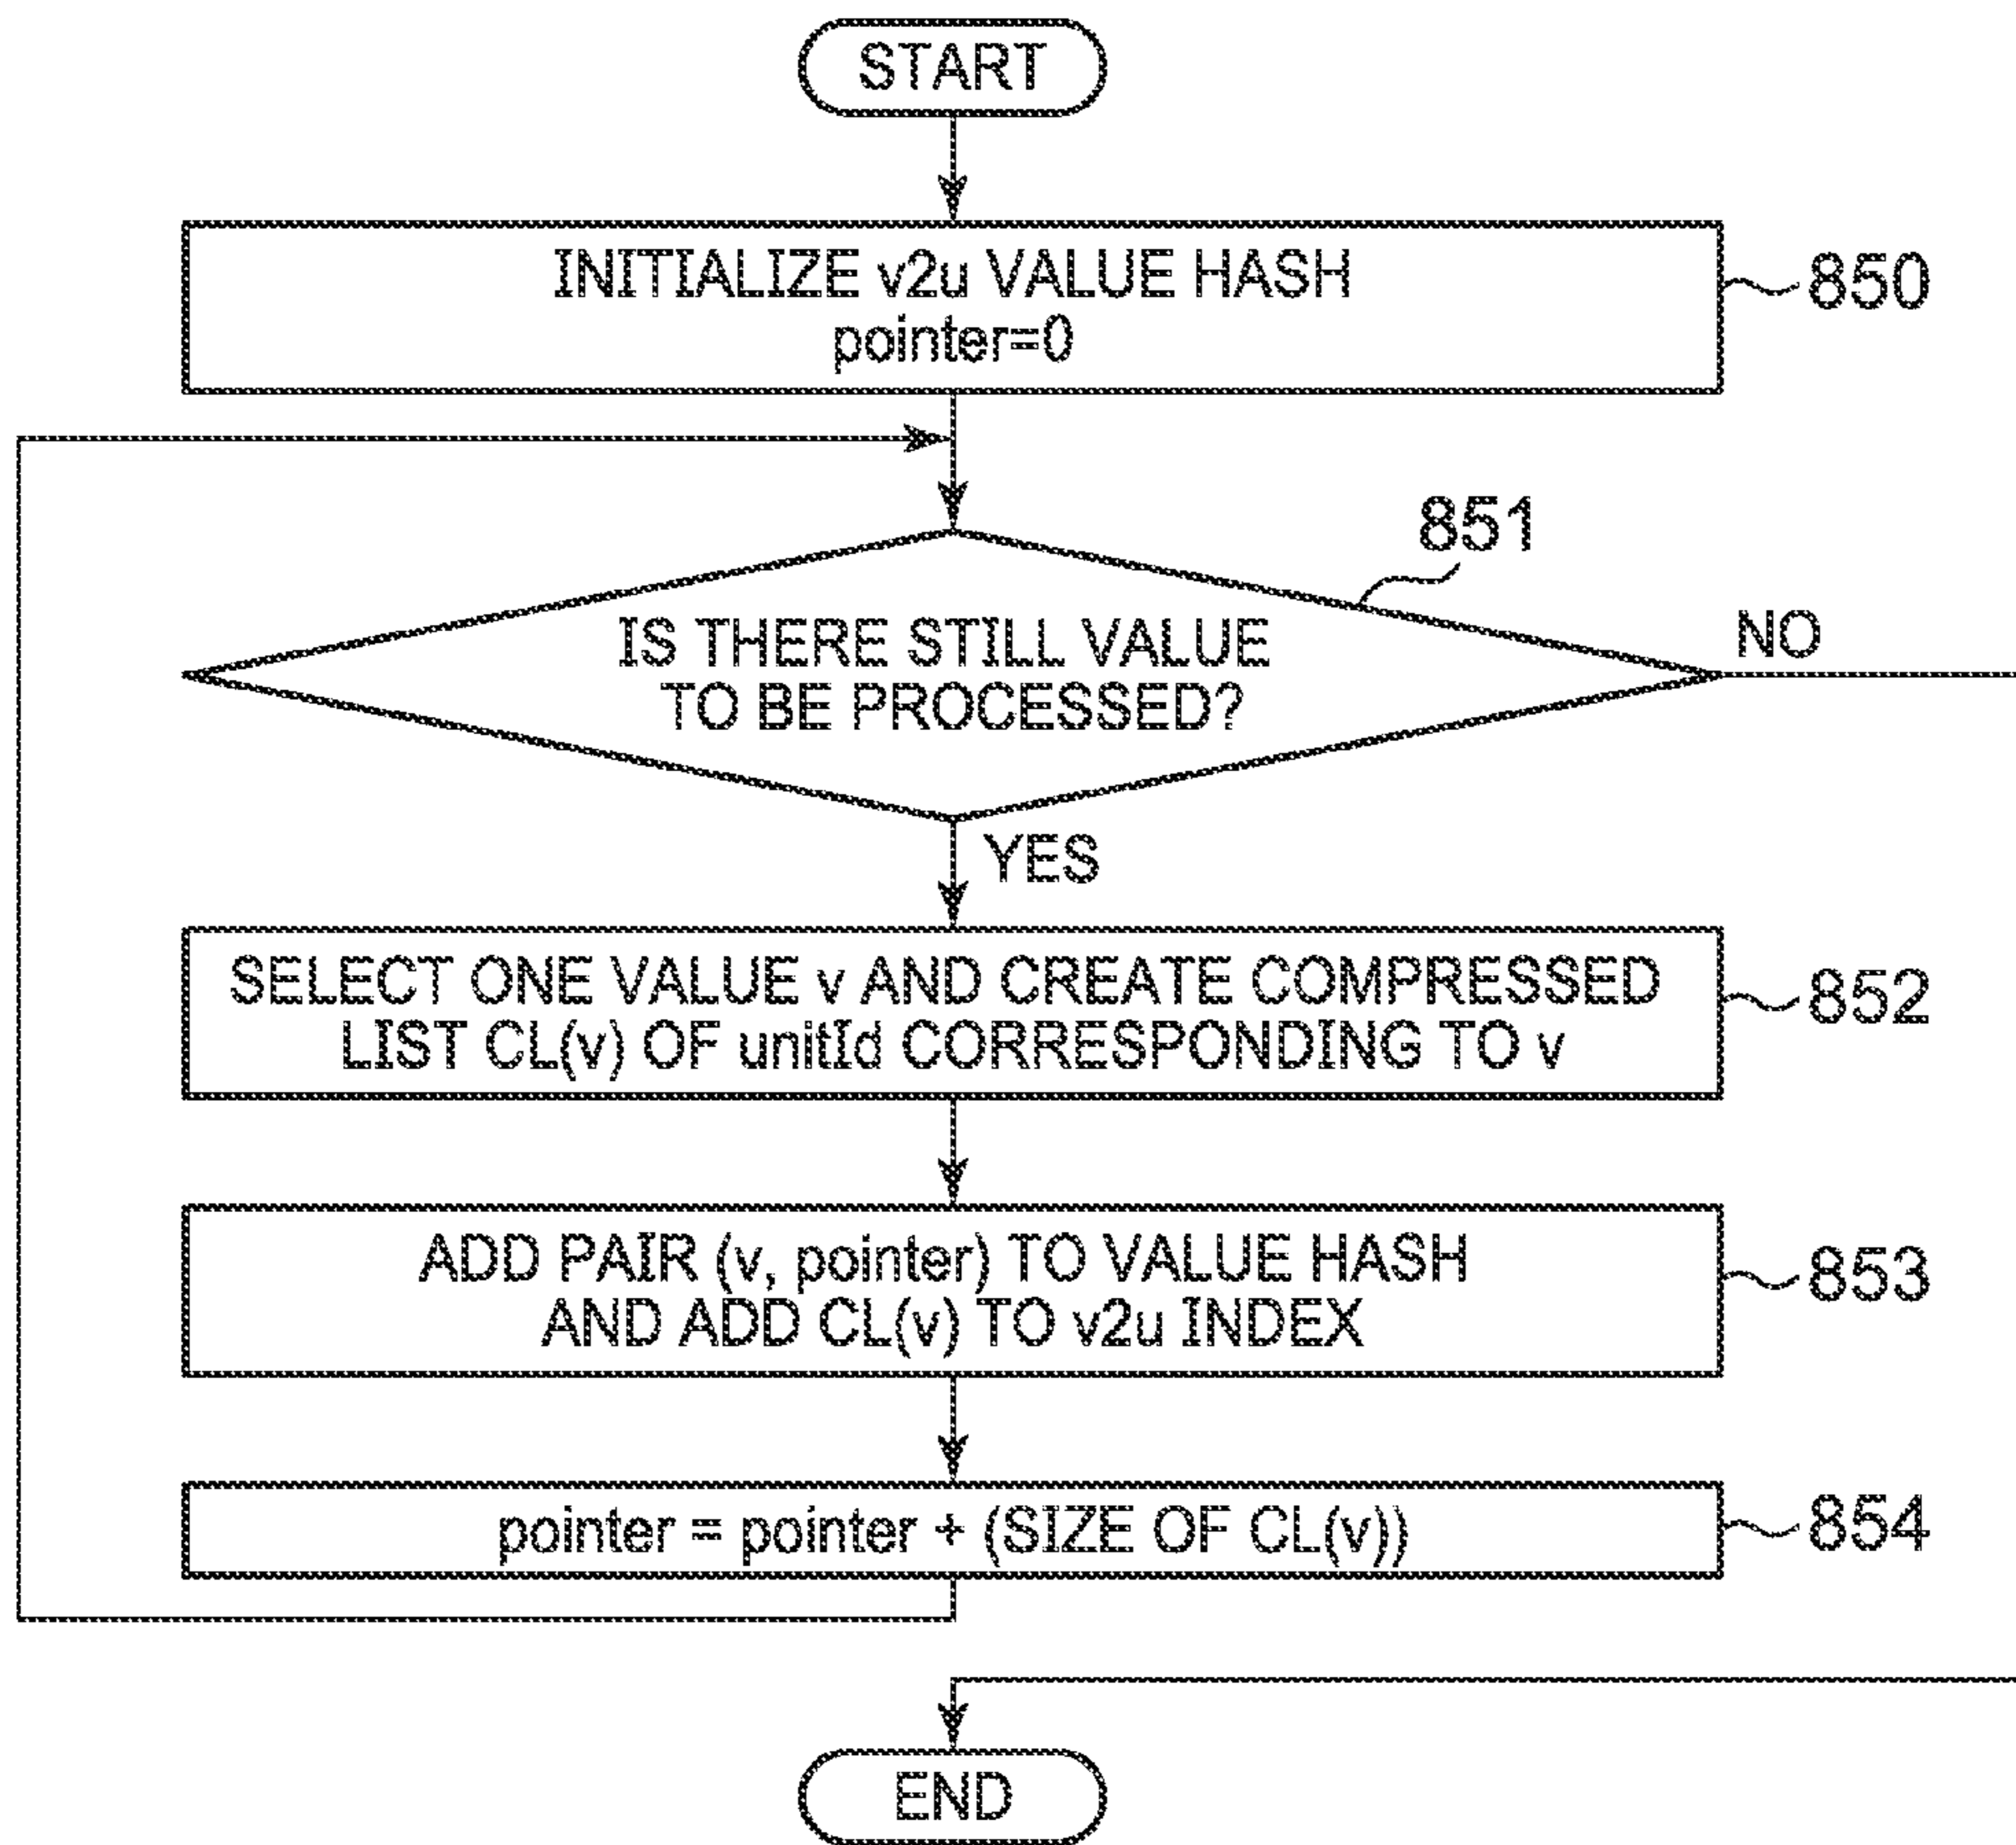 START
INITIALIZE v2u VALUE HASH
pointer=0
850
851
IS THERE STILL VALUE
TO BE PROCESSED?
NO
YES
SELECT ONE VALUE v AND CREATE COMPRESSED
LIST CL(v) OF unitId CORRESPONDING TO v
852
ADD PAIR (v, pointer) TO VALUE HASH
AND ADD CL(v) TO v2u INDEX
853
pointer = pointer + (SIZE OF CL(v))
854
END